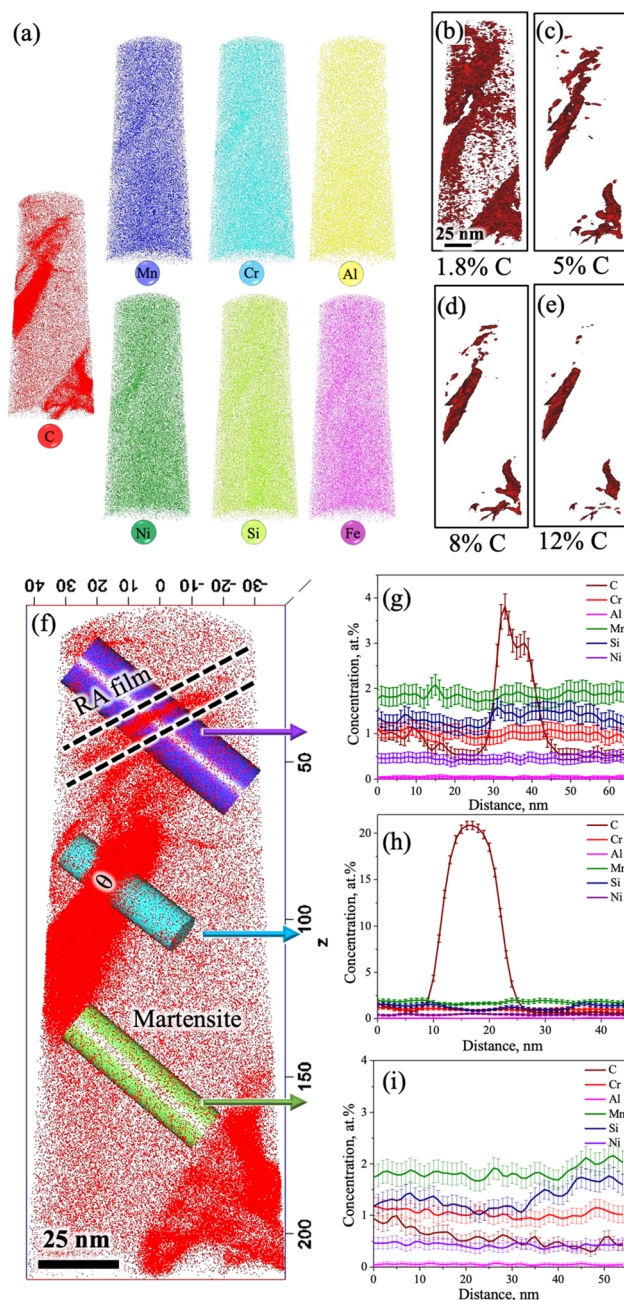 (a)
Mn
Cr
Al
C
Ni
Si
Fe
(b)
25 nm
1.8% C
(c)
5% C
(d)
8% C
(e)
12% C
(f)
40 30 20 10 0 -10 -20 -30
RA film
θ
Martensite
25 nm
50
100
z
150
200
(g)
Concentration, at.%
4
3
2
1
0
C
Cr
Al
Mn
Si
Ni
0 10 20 30 40 50 60
Distance, nm
(h)
Concentration, at.%
20
15
10
5
0
C
Cr
Al
Mn
Si
Ni
0 10 20 30 40
Distance, nm
(i)
Concentration, at.%
4
3
2
1
0
C
Cr
Al
Mn
Si
Ni
0 10 20 30 40 50
Distance, nm